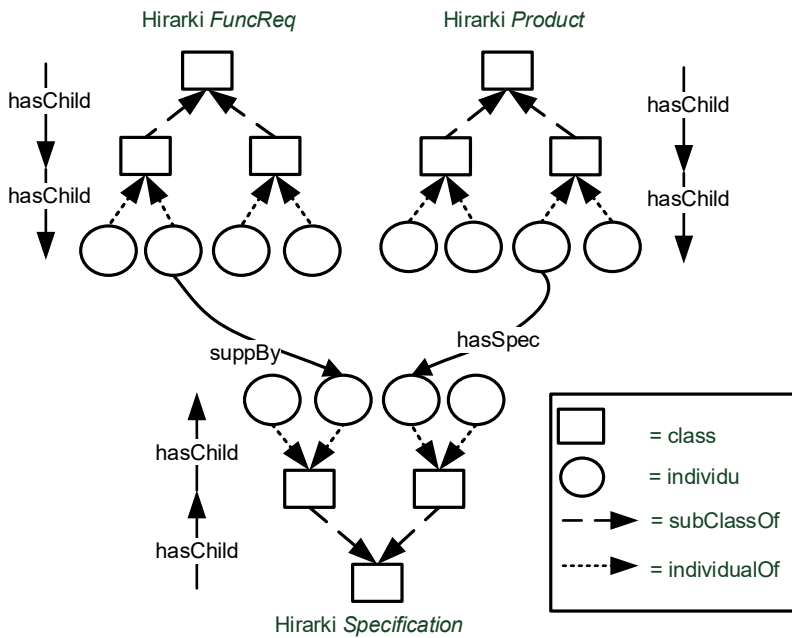 Hirarki FuncReq
Hirarki Product
hasChild
hasChild
hasChild
hasChild
suppBy
hasSpec
hasChild
hasChild
= class
= individu
= subClassOf
= individualOf
Hirarki Specification